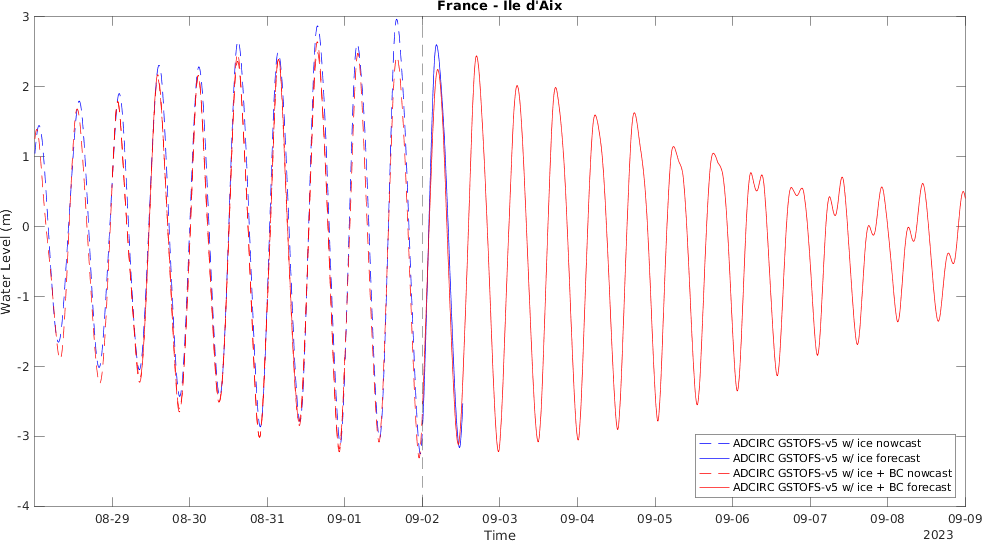 France - Ile d'Aix
3
2
1
0
-1
-2
-3
-4
Water Level (m)
ADCIRC GSTOFS-v5 w/ ice nowcast
ADCIRC GSTOFS-v5 w/ ice forecast
ADCIRC GSTOFS-v5 w/ ice + BC nowcast
ADCIRC GSTOFS-v5 w/ ice + BC forecast
08-29 08-30 08-31 09-01 09-02 09-03 09-04 09-05 09-06 09-07 09-08 09-09
Time
2023